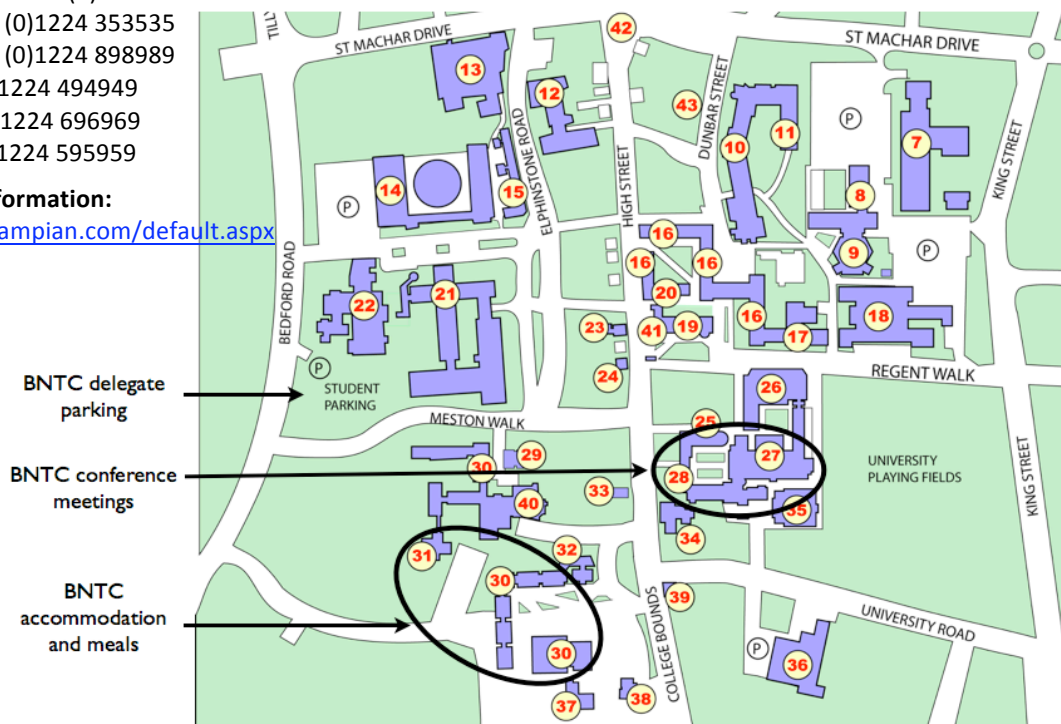 (0)1224 353535
(0)1224 898989
1224 494949
1224 696969
1224 595959
formation:
ampian.com/default.aspx
BNTC delegate
parking
BNTC conference
meetings
BNTC
accommodation
and meals
TILLY
ST MACHAR DRIVE
ST MACHAR DRIVE
42
13
12
43
DUNBAR STREET
10
11
P
7
KING STREET
ELPHINSTONE ROAD
HIGH STREET
14
15
P
8
9
P
16
16
16
16
20
41
19
17
18
BEDFORD ROAD
22
21
23
24
P
STUDENT
PARKING
REGENT WALK
MESTON WALK
26
25
27
28
UNIVERSITY
PLAYING FIELDS
KING STREET
30
29
33
40
35
34
31
32
30
39
COLLEGE BOUNDS
UNIVERSITY ROAD
30
P
36
37
38